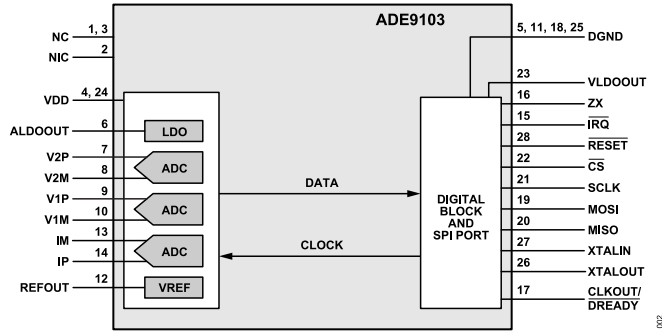 ADE9103
NC 1, 3
NIC 2
VDD 4, 24
ALDOOUT 6
V2P 7
V2M 8
V1P 9
V1M 10
IM 13
IP 14
REFOUT 12
LDO
ADC
ADC
ADC
VREF
DATA
CLOCK
DIGITAL
BLOCK
AND
SPI PORT
5, 11, 18, 25 DGND
23 VLDOOUT
16 ZX
15 IRQ
28 RESET
22 CS
21 SCLK
19 MOSI
20 MISO
27 XTALIN
26 XTALOUT
17 CLKOUT/
DREADY
002